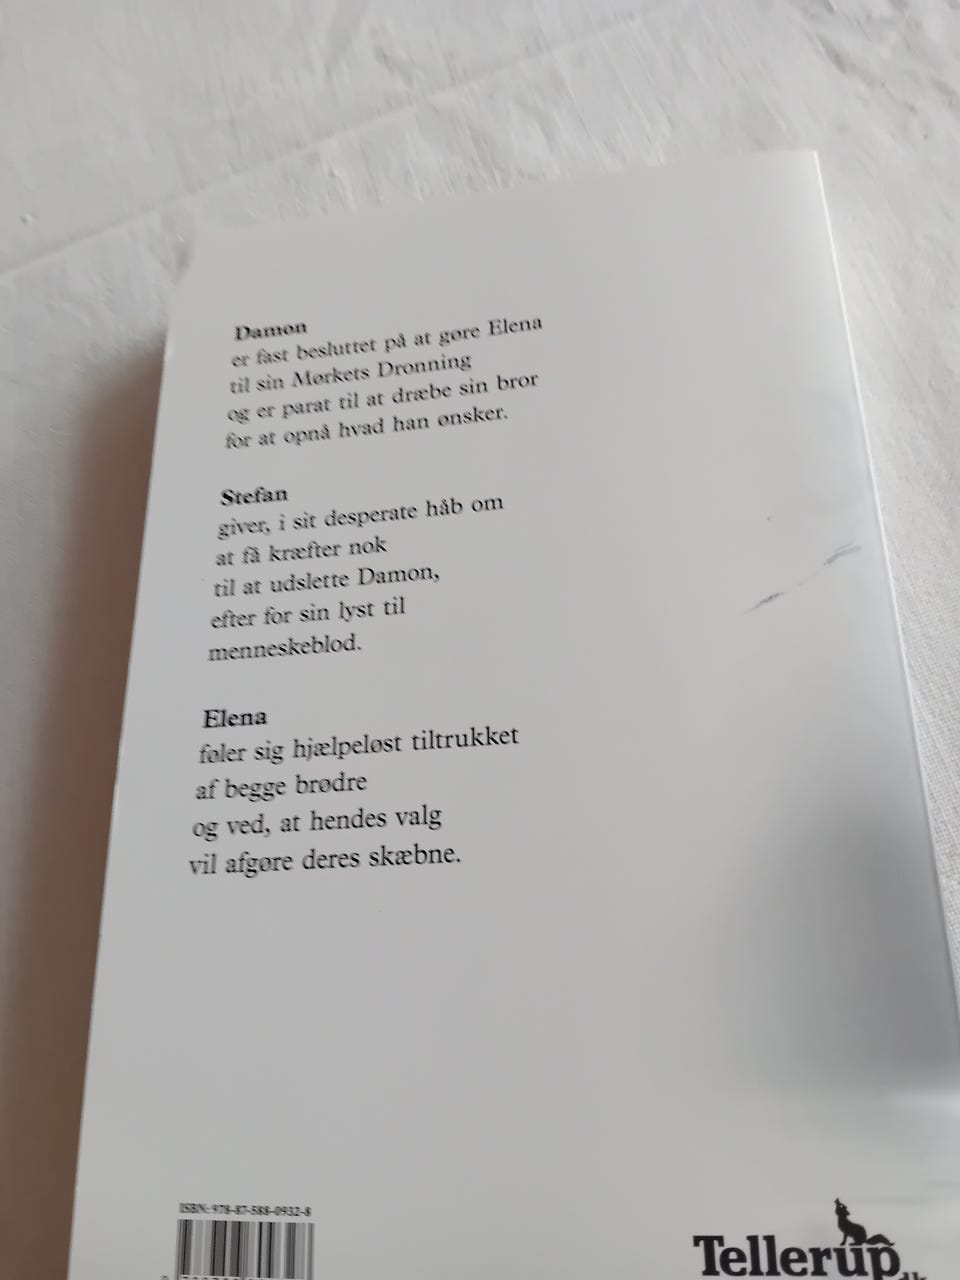 Damon
er fast besluttet på at gøre Elena
til sin Mørkets Dronning
og er parat til at dræbe sin bror
for at opnå hvad han ønsker.
Stefan
giver, i sit desperate håb om
at få kræfter nok
til at udslette Damon,
efter for sin lyst til
menneskeblod.
Elena
føler sig hjælpeløst tiltrukket
af begge brødre
og ved, at hendes valg
vil afgøre deres skæbne.
ISBN: 978-87-588-0932-8
Tellerup